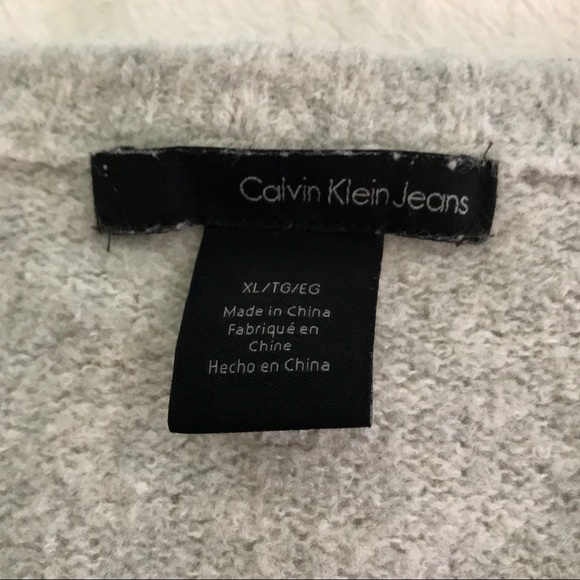 Calvin Klein Jeans
XL/TG/EG
Made in China
Fabriqué en
Chine
Hecho en China